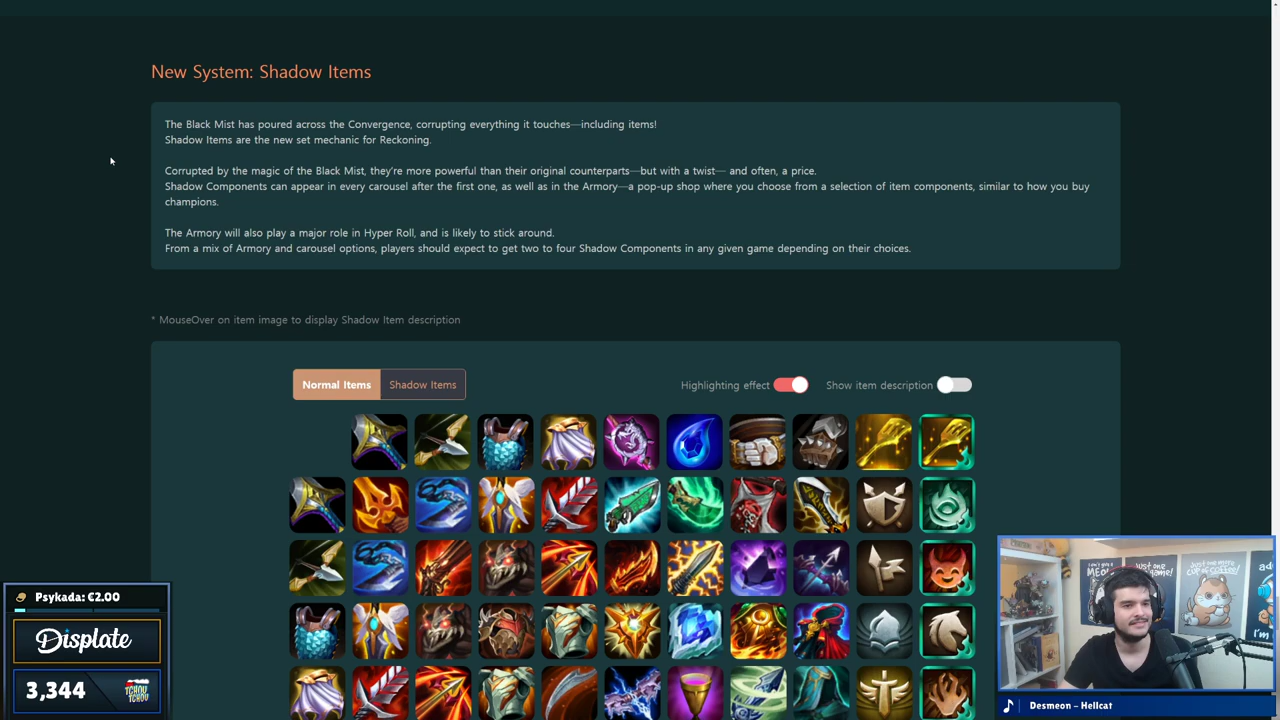 New System: Shadow Items
The Black Mist has poured across the Convergence, corrupting everything it touches—including items!
Shadow Items are the new set mechanic for Reckoning.
Corrupted by the magic of the Black Mist, they're more powerful than their original counterparts—but with a twist— and often, a price.
Shadow Components can appear in every carousel after the first one, as well as in the Armory—a pop-up shop where you choose from a selection of item components, similar to how you buy
champions.
The Armory will also play a major role in Hyper Roll, and is likely to stick around.
From a mix of Armory and carousel options, players should expect to get two to four Shadow Components in any given game depending on their choices.
* MouseOver on item image to display Shadow Item description
Normal Items Shadow Items Highlighting effect Show item description
Psykada: €2.00
Displate
3,344 TCHOU TCHOU
Desmeon - Hellcat